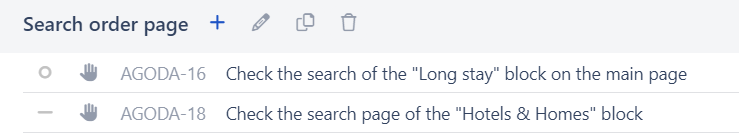 Search order page
AGODA-16 Check the search of the "Long stay" block on the main page
AGODA-18 Check the search page of the "Hotels & Homes" block